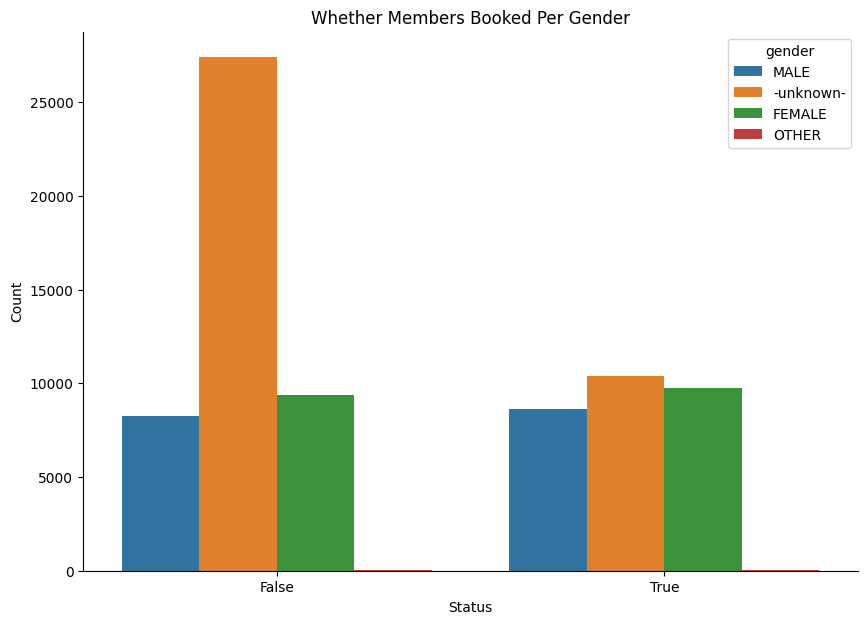 Whether Members Booked Per Gender
gender
MALE
-unknown-
FEMALE
OTHER
25000
20000
15000
10000
5000
0
Count
False
True
Status